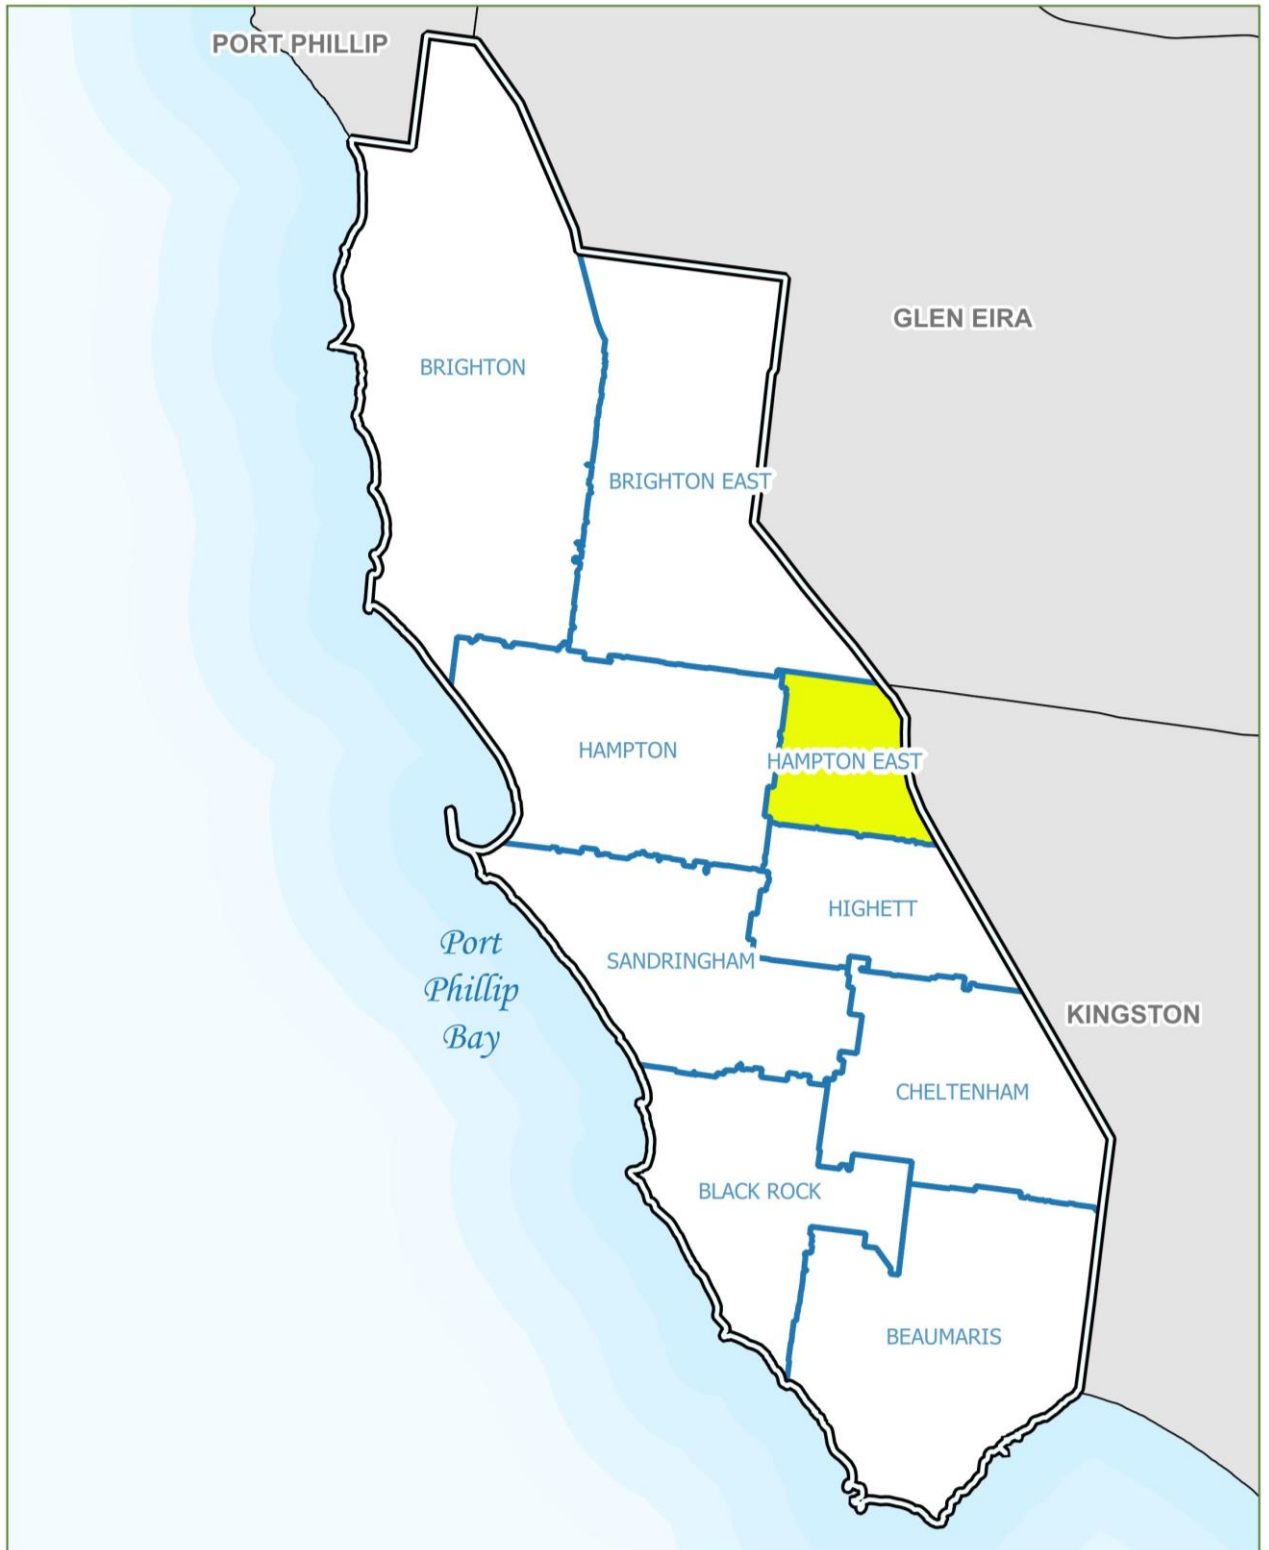 PORT PHILLIP
GLEN EIRA
BRIGHTON
BRIGHTON EAST
HAMPTON
HAMPTON EAST
HIGHETT
Port
Phillip
Bay
SANDRINGHAM
KINGSTON
CHELTENHAM
BLACK ROCK
BEAUMARIS